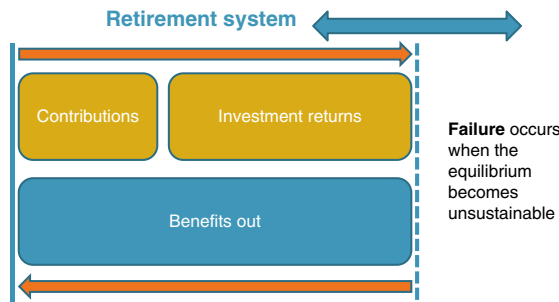 Retirement system
Contributions
Investment returns
Benefits out
Failure occurs
when the
equilibrium
becomes
unsustainable